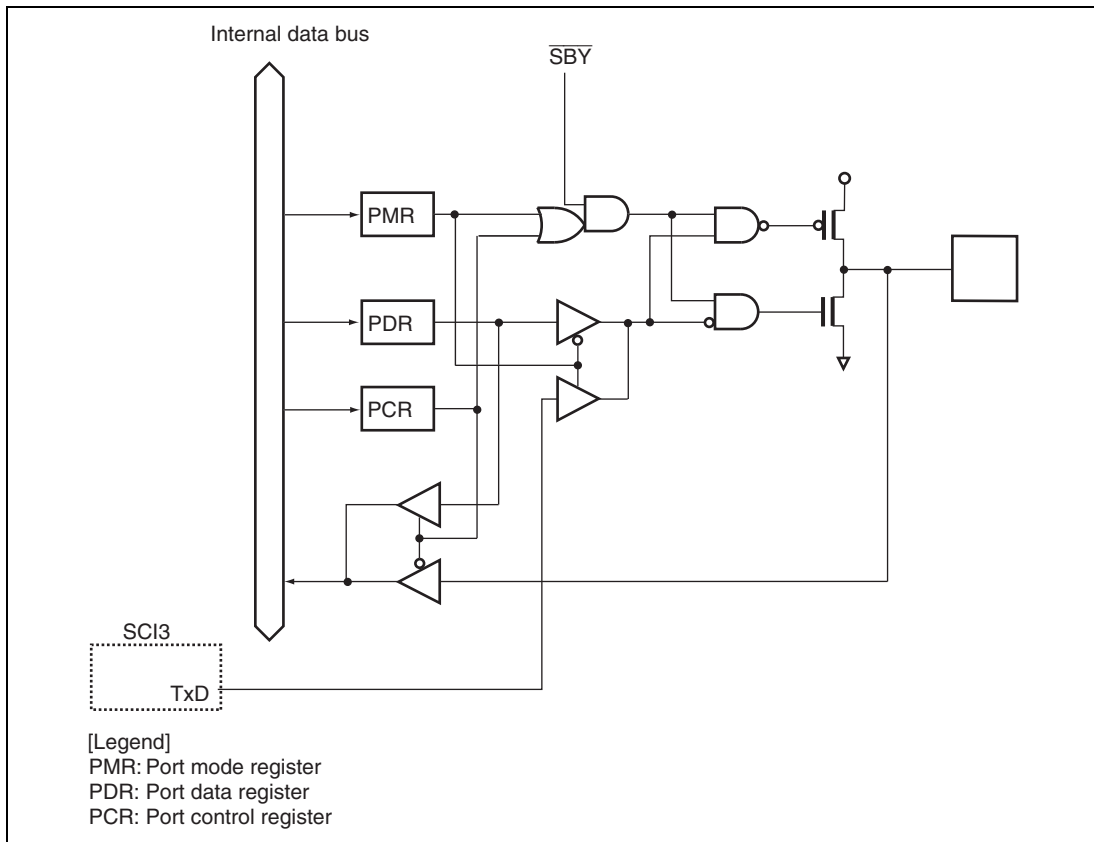 Internal data bus
SBY
PMR
PDR
PCR
SCI3
TxD
[Legend]
PMR: Port mode register
PDR: Port data register
PCR: Port control register